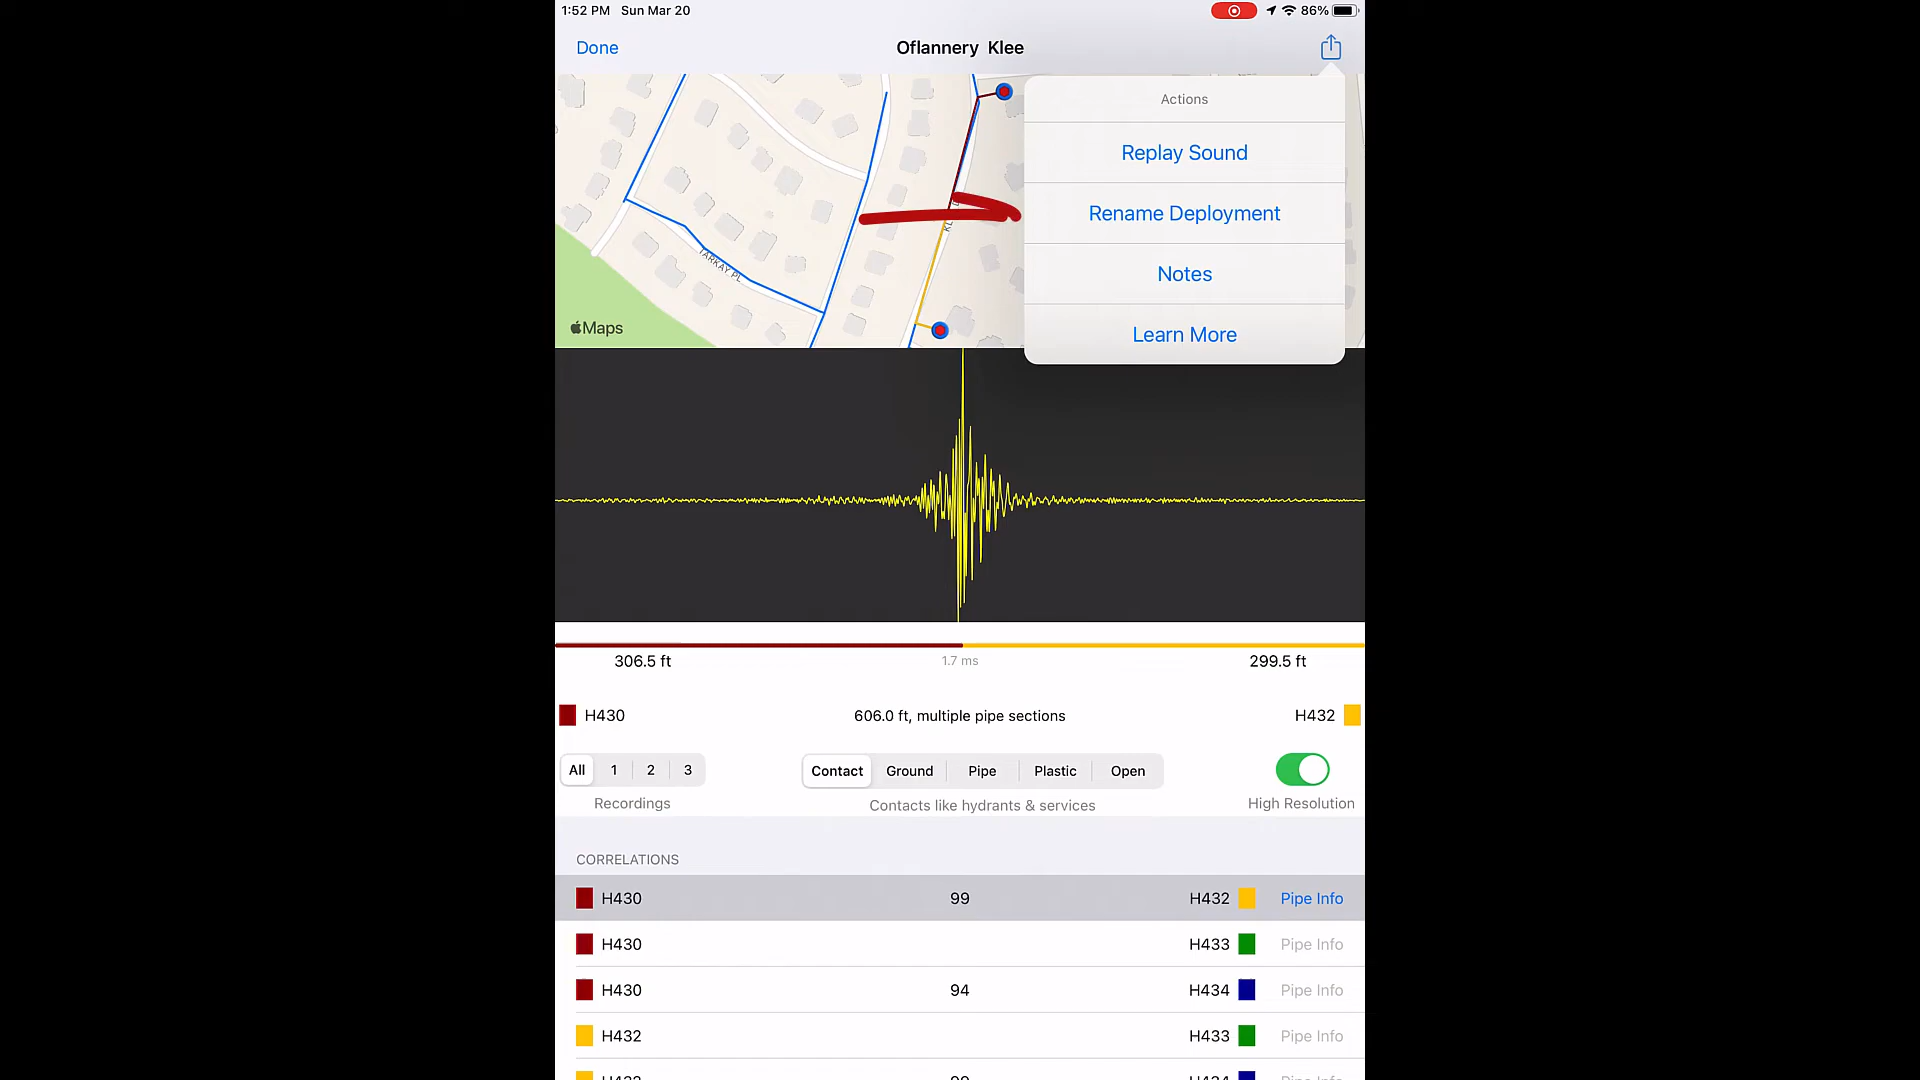 1:52 PM Sun Mar 20
86%
Done
Oflannery Klee
Actions
Replay Sound
Rename Deployment
Notes
Learn More
TARKAY PL
Maps
306.5 ft
1.7 ms
299.5 ft
H430
606.0 ft, multiple pipe sections
H432
All 1 2 3
Contact Ground Pipe Plastic Open
Recordings
Contacts like hydrants & services
High Resolution
CORRELATIONS
H430 99 H432 Pipe Info
H430 H433 Pipe Info
H430 94 H434 Pipe Info
H432 H433 Pipe Info